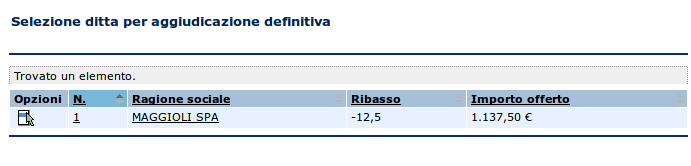 Selezione ditta per aggiudicazione definitiva
Trovato un elemento.
Opzioni N. Ragione sociale Ribasso Importo offerto
1 MAGGIOLI SPA -12,5 1.137,50 €